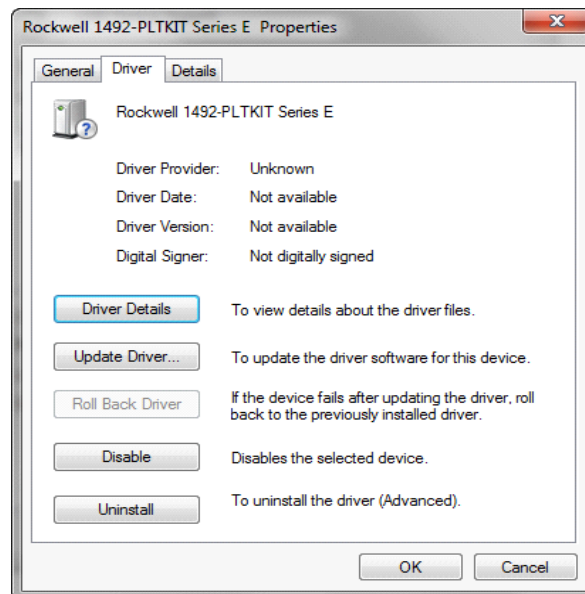 Rockwell 1492-PLTKIT Series E  Properties
General Driver Details
Rockwell 1492-PLTKIT Series E
Driver Provider: Unknown
Driver Date: Not available
Driver Version: Not available
Digital Signer: Not digitally signed
Driver Details To view details about the driver files.
Update Driver... To update the driver software for this device.
Roll Back Driver If the device fails after updating the driver, roll
back to the previously installed driver.
Disable Disables the selected device.
Uninstall To uninstall the driver (Advanced).
OK Cancel